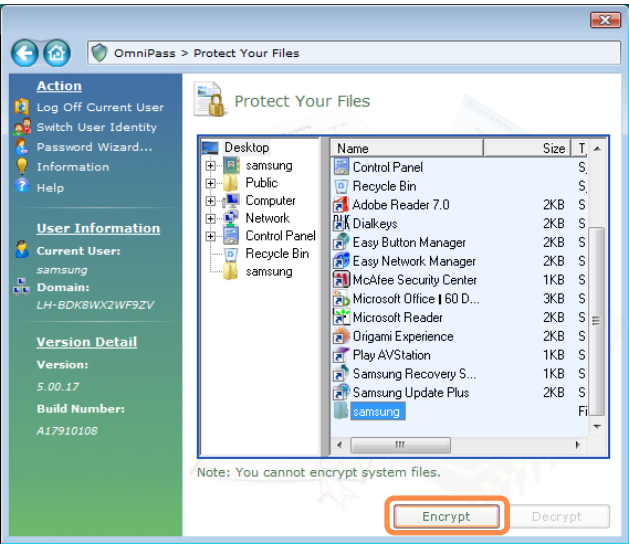 OmniPass > Protect Your Files
Action
Log Off Current User
Switch User Identity
Password Wizard...
Information
Help
User Information
Current User:
samsung
Domain:
LH-BDK8WX2WF9ZV
Version Detail
Version:
5.00.17
Build Number:
A17910108
Protect Your Files
Desktop
samsung
Public
Computer
Network
Control Panel
Recycle Bin
samsung
Name Size T
Control Panel S
Recycle Bin S
Adobe Reader 7.0 2KB S
Dialkeys 2KB S
Easy Button Manager 2KB S
Easy Network Manager 2KB S
McAfee Security Center 1KB S
Microsoft Office 60 D... 3KB S
Microsoft Reader 2KB S
Origami Experience 2KB S
Play AVStation 1KB S
Samsung Recovery S... 1KB S
Samsung Update Plus 2KB S
samsung Fi
Note: You cannot encrypt system files.
Encrypt Decrypt